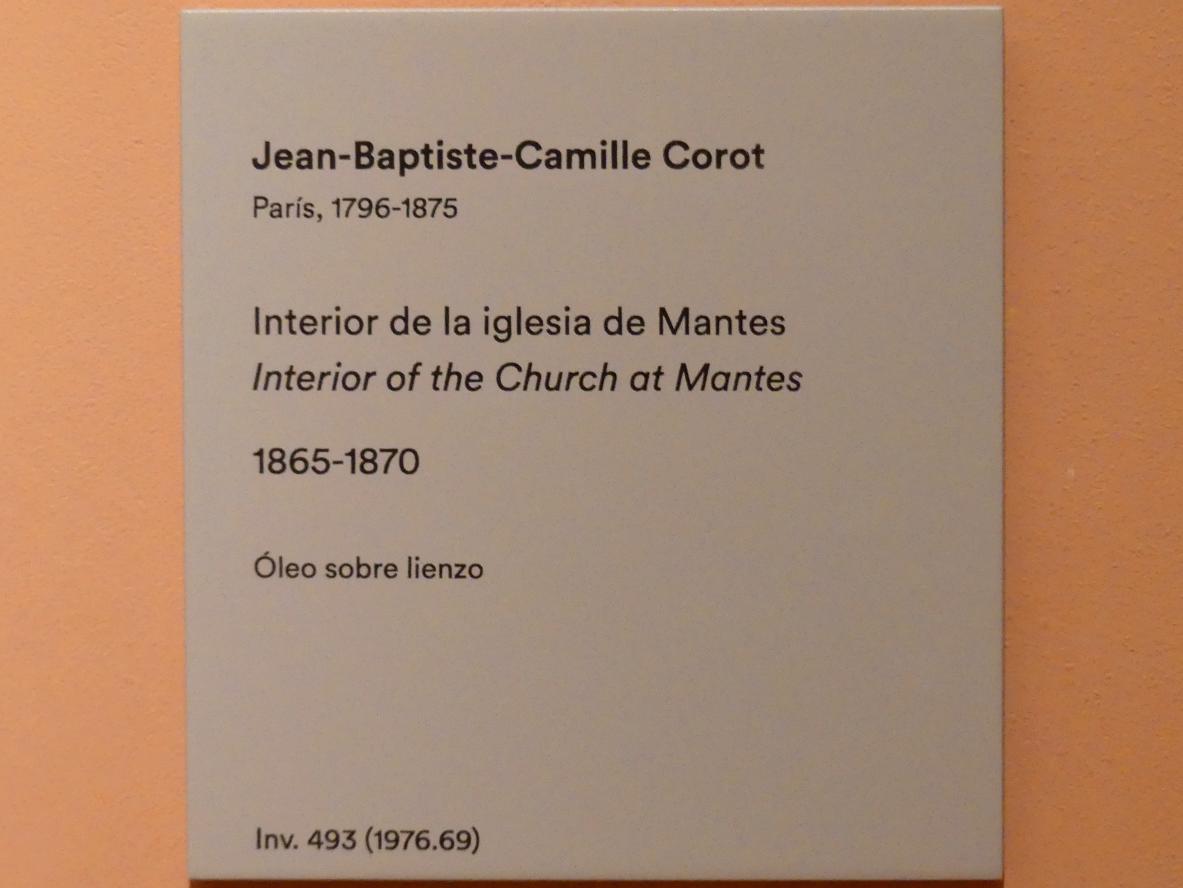 Jean-Baptiste-Camille Corot
París, 1796-1875
Interior de la iglesia de Mantes
Interior of the Church at Mantes
1865-1870
Óleo sobre lienzo
Inv. 493 (1976.69)